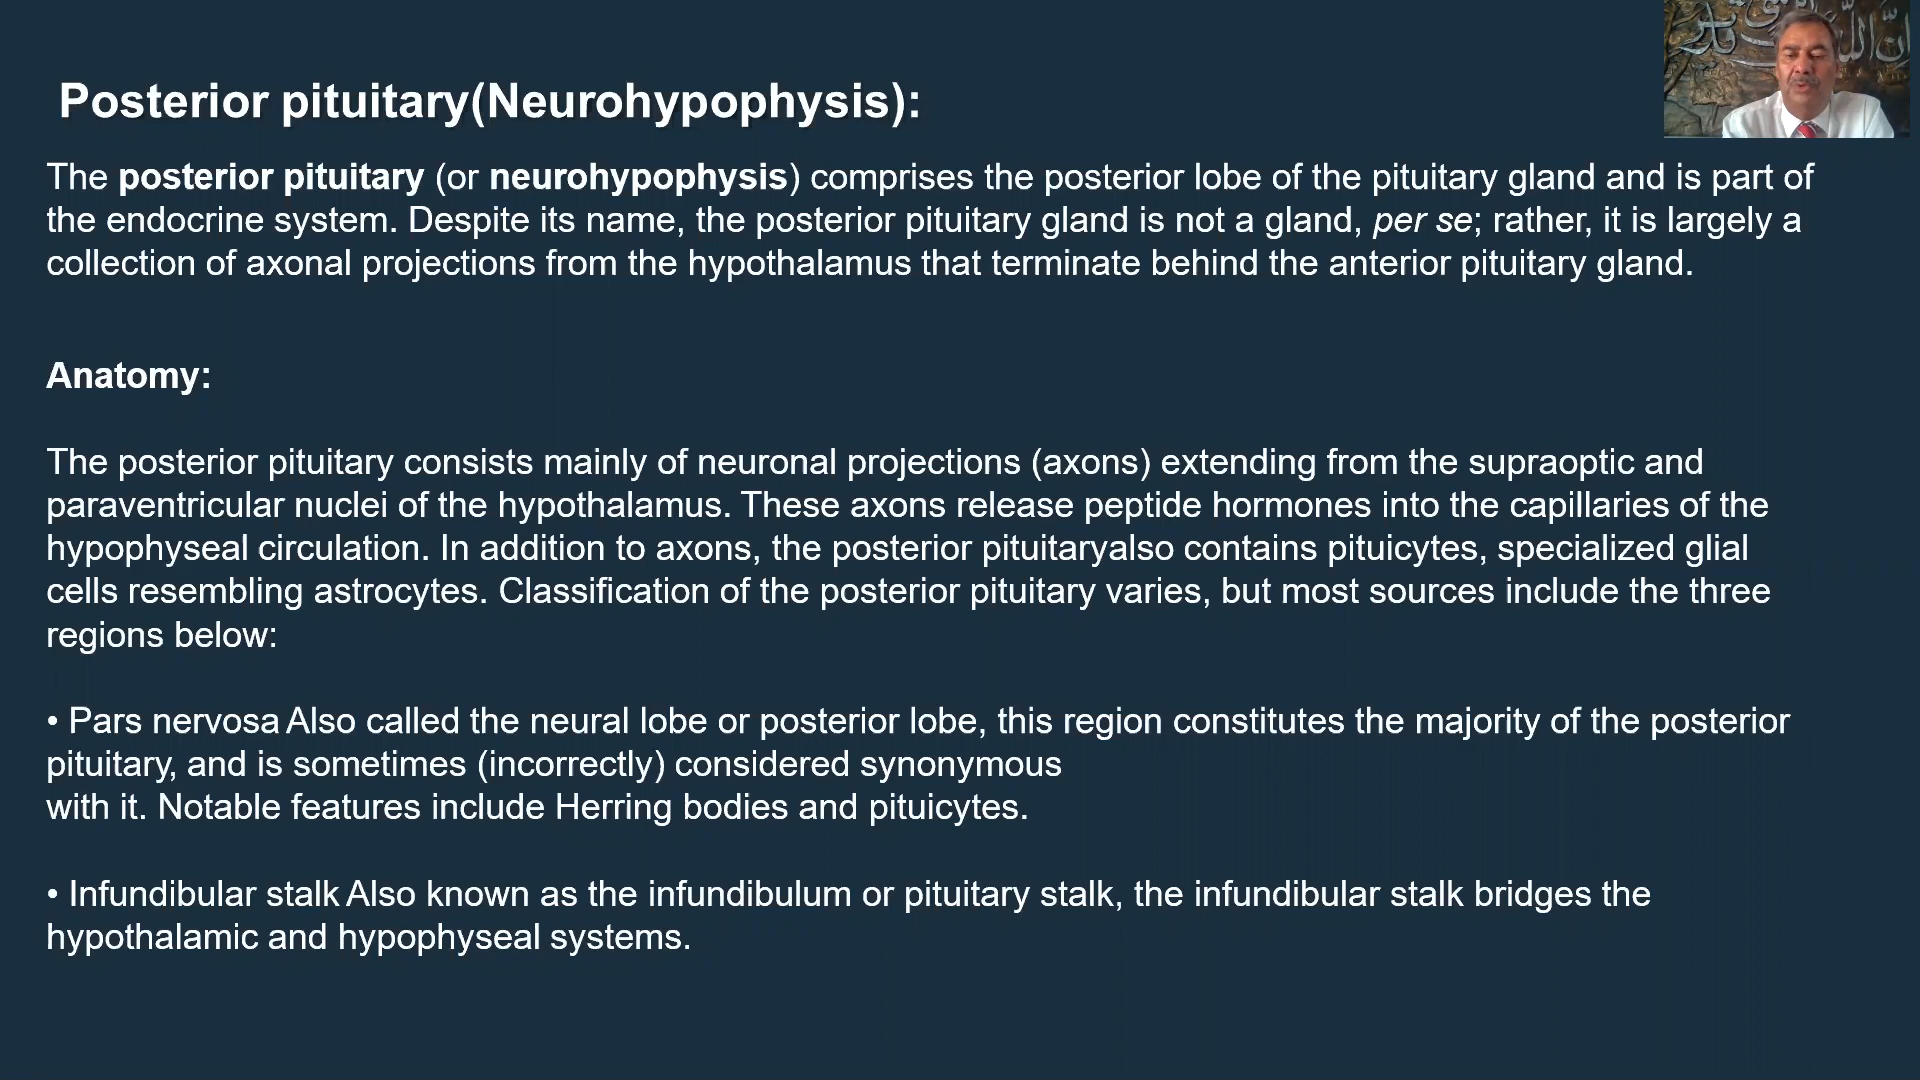 Posterior pituitary(Neurohypophysis):
The posterior pituitary (or neurohypophysis) comprises the posterior lobe of the pituitary gland and is part of
the endocrine system. Despite its name, the posterior pituitary gland is not a gland, per se; rather, it is largely a
collection of axonal projections from the hypothalamus that terminate behind the anterior pituitary gland.
Anatomy:
The posterior pituitary consists mainly of neuronal projections (axons) extending from the supraoptic and
paraventricular nuclei of the hypothalamus. These axons release peptide hormones into the capillaries of the
hypophyseal circulation. In addition to axons, the posterior pituitaryalso contains pituicytes, specialized glial
cells resembling astrocytes. Classification of the posterior pituitary varies, but most sources include the three
regions below:
• Pars nervosa Also called the neural lobe or posterior lobe, this region constitutes the majority of the posterior
pituitary, and is sometimes (incorrectly) considered synonymous
with it. Notable features include Herring bodies and pituicytes.
• Infundibular stalk Also known as the infundibulum or pituitary stalk, the infundibular stalk bridges the
hypothalamic and hypophyseal systems.